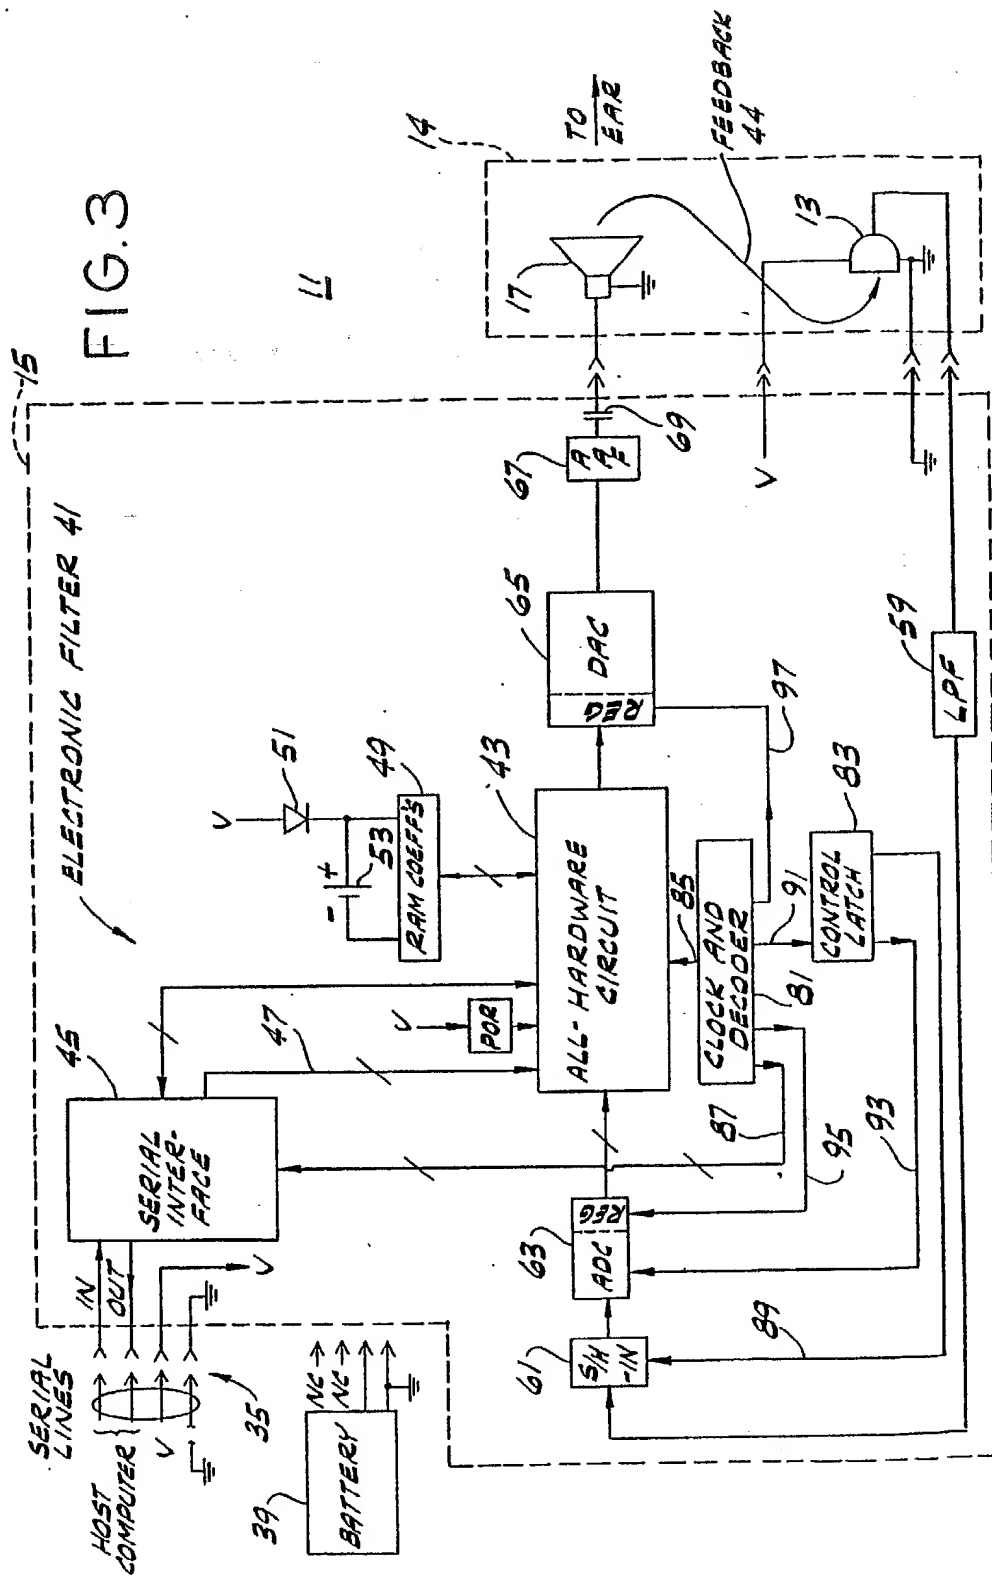 FIG.3
11
15
14
ELECTRONIC FILTER 41
SERIAL
LINES
HOST
COMPUTER
V
35
IN
OUT
V
45
SERIAL
INTER-
FACE
47
V
POR
V
51
- +
53
49
RAM COEFF'S
43
ALL-HARDWARE
CIRCUIT
65
REG
DAC
67
A
A
F
69
17
TO
EAR
FEEDBACK
44
13
V
39
BATTERY
NC
NC
61
S/H
-IN
63
ADC
REG
87
95
85
CLOCK AND
DECODER
81
91
97
CONTROL
LATCH
83
93
89
LPF
59